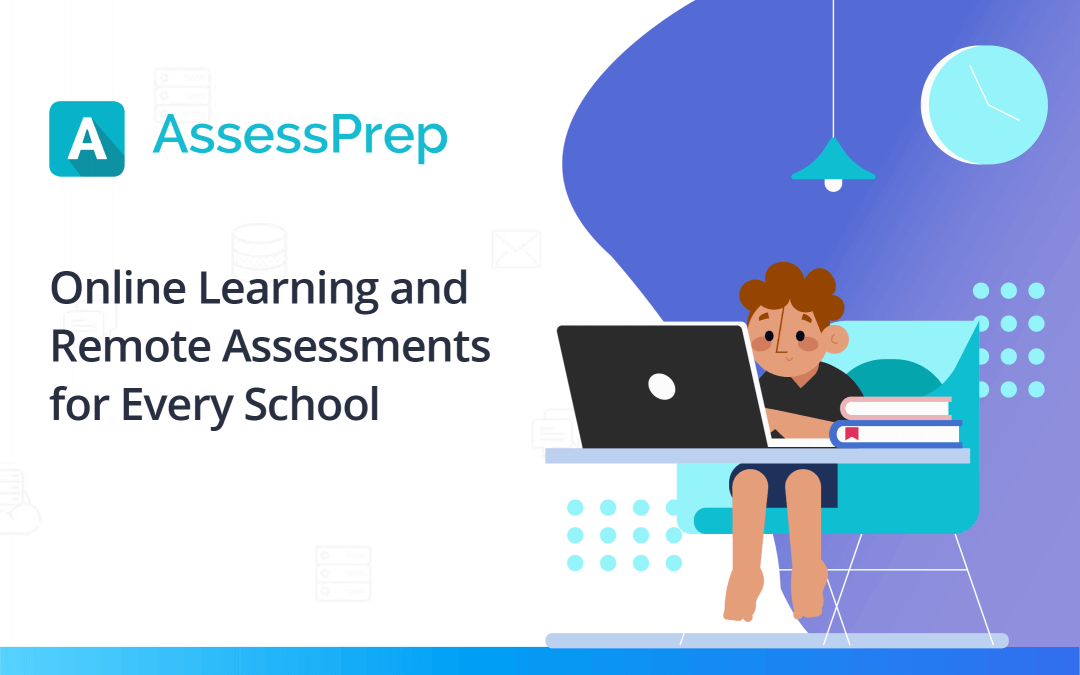 A
AssessPrep
Online Learning and
Remote Assessments
for Every School